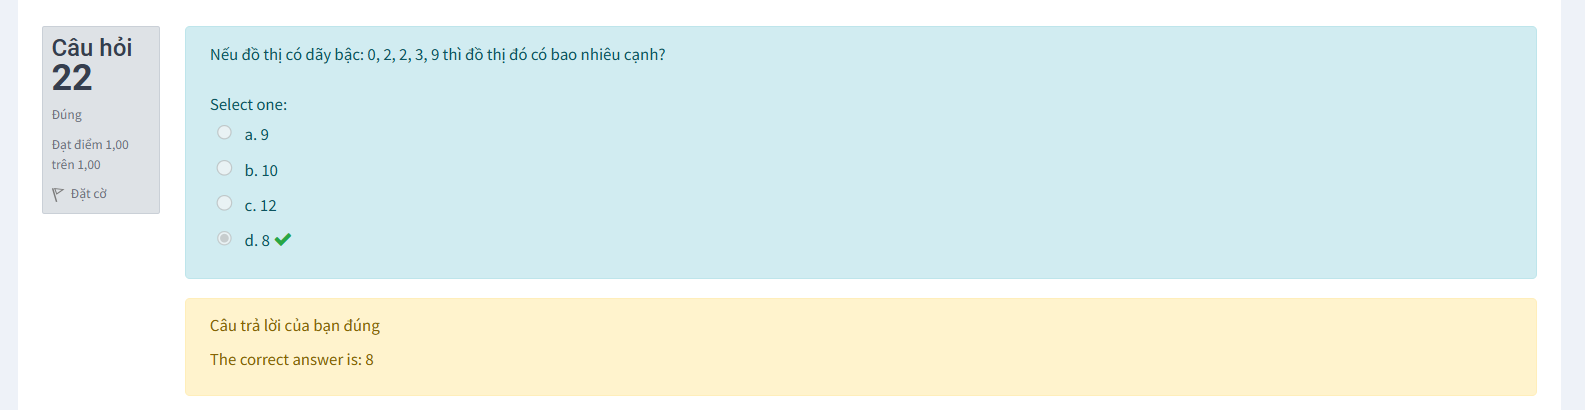 Câu hỏi
22
Đúng
Đạt điểm 1,00
trên 1,00
Đặt cờ
Nếu đồ thị có dãy bậc: 0, 2, 2, 3, 9 thì đồ thị đó có bao nhiêu cạnh?
Select one:
a. 9
b. 10
c. 12
d. 8
Câu trả lời của bạn đúng
The correct answer is: 8